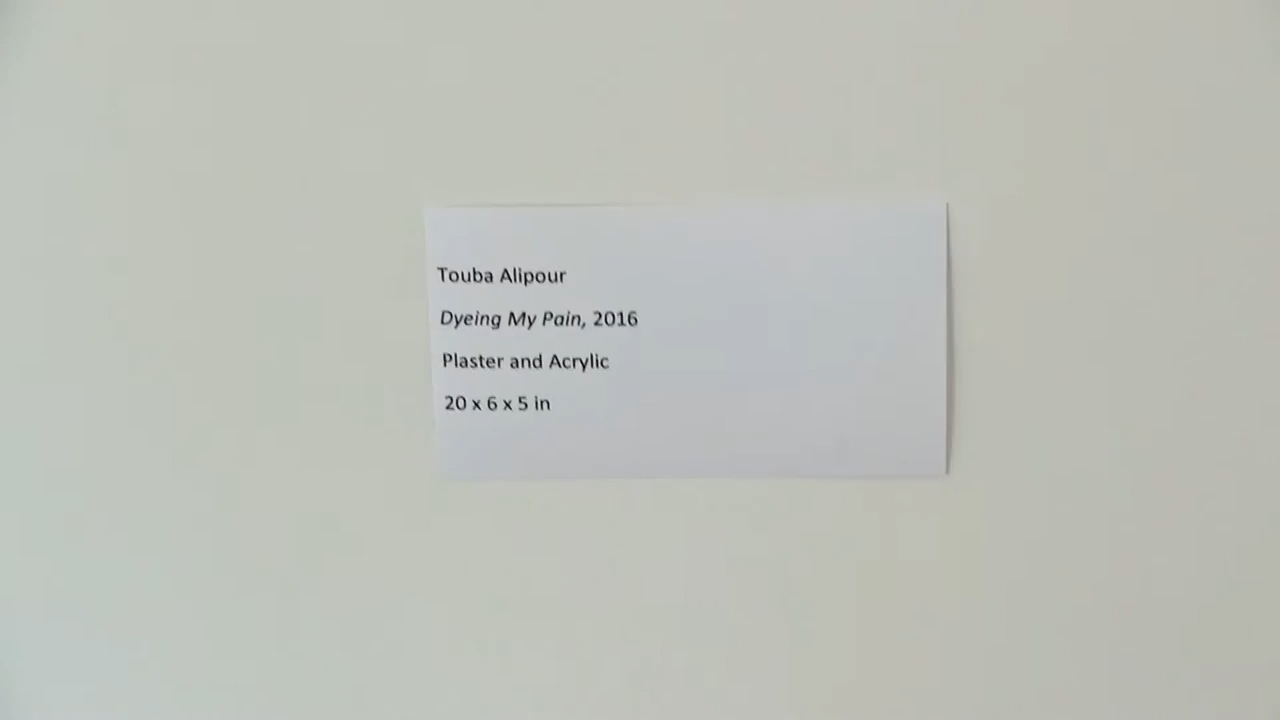 Touba Alipour
Dyeing My Pain, 2016
Plaster and Acrylic
20 x 6 x 5 in